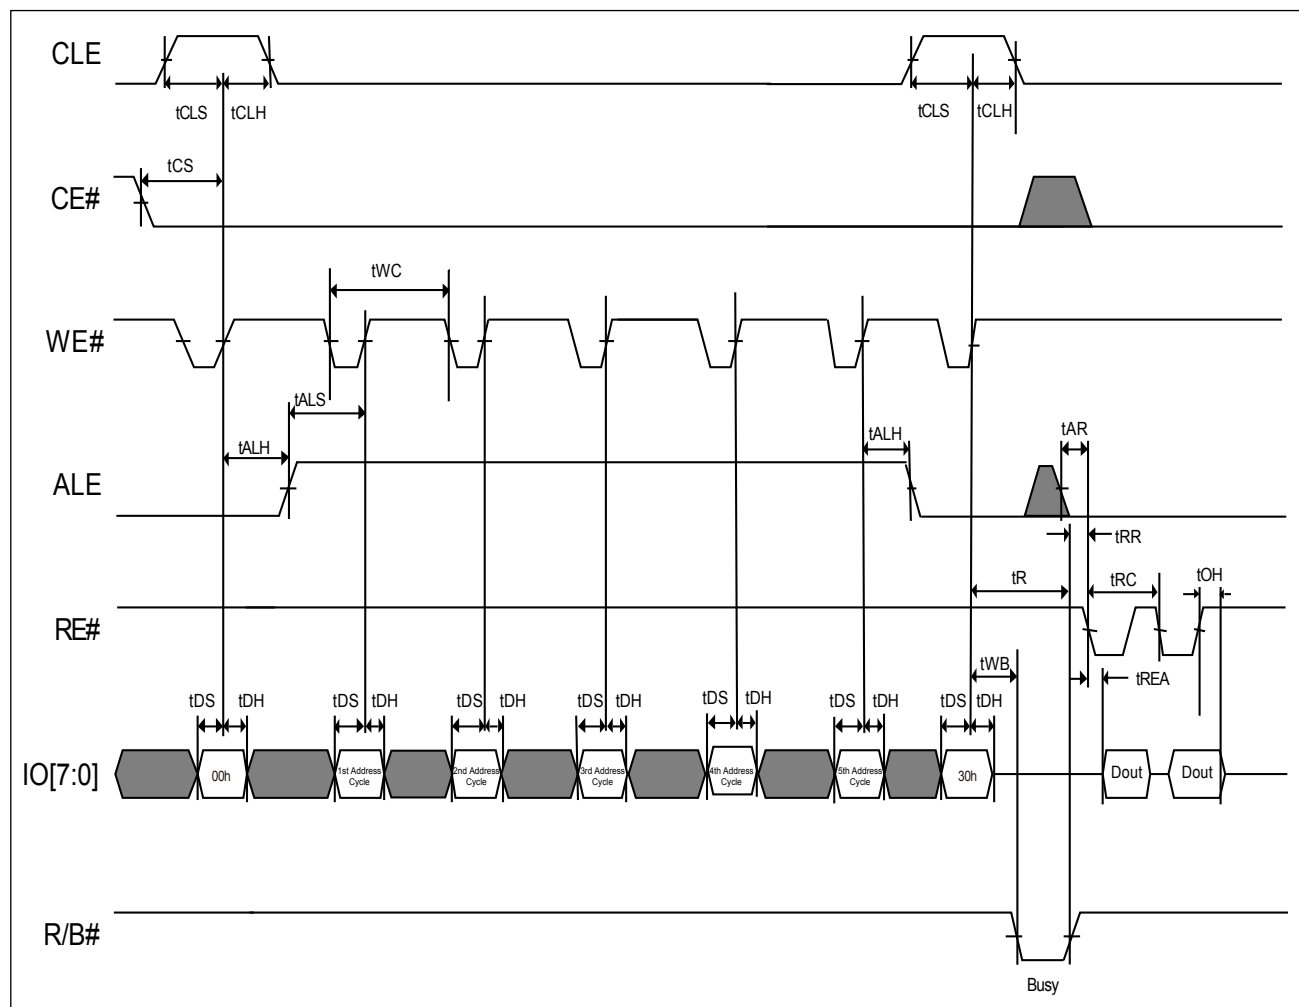 CLE
tCLS tCLH tCLS tCLH
tCS
CE#
tWC
WE#
tALS
tALH tALH tAR
ALE
tRR
tR tRC tOH
RE#
tWB tREA
tDS tDH tDS tDH tDS tDH tDS tDH tDS tDH tDS tDH tDS tDH
IO[7:0] 00h 1st Address Cycle 2nd Address Cycle 3rd Address Cycle 4th Address Cycle 5th Address Cycle 30h Dout Dout
R/B#
Busy